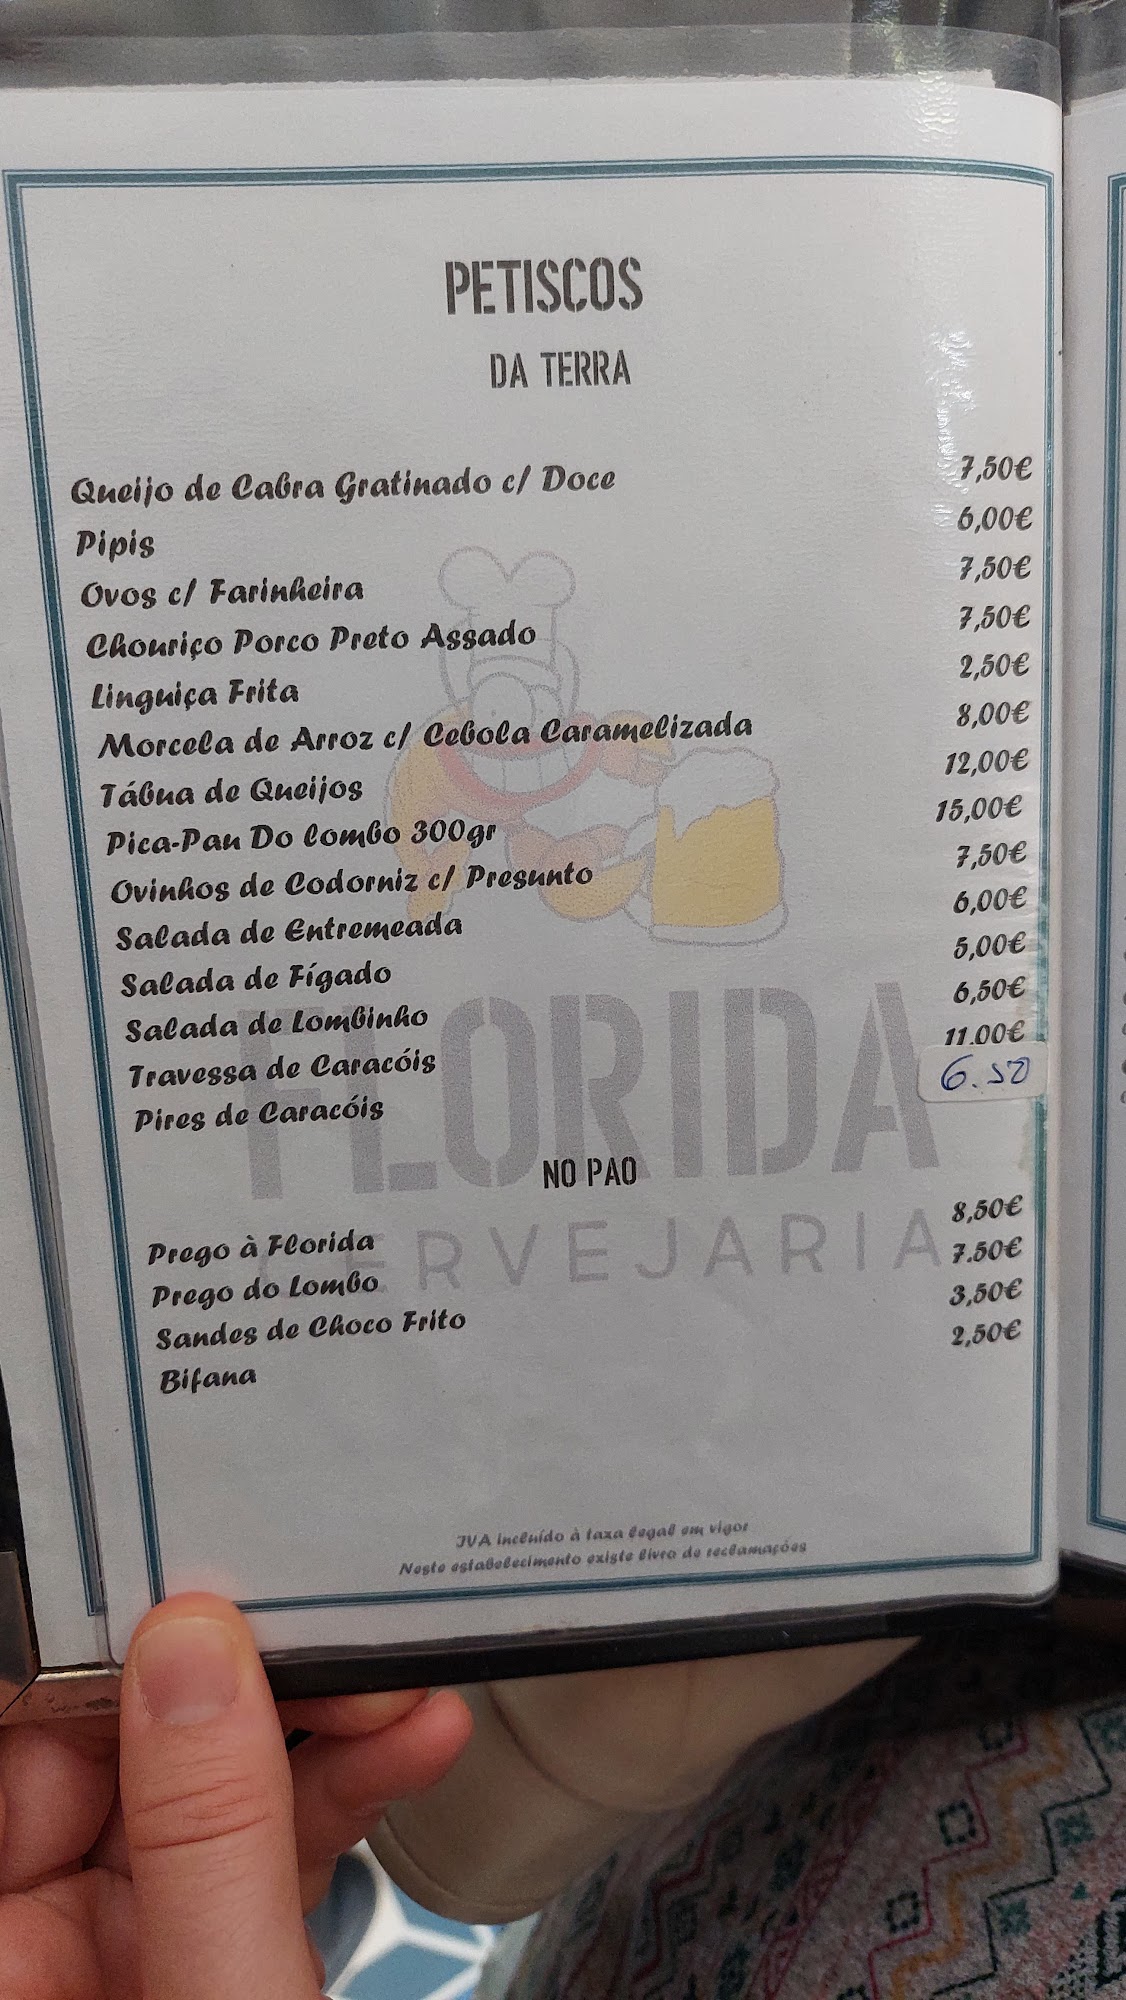 PETISCOS
DA TERRA
Queijo de Cabra Gratinado c/ Doce 7,50€
Pipis 6,00€
Ovos c/ Farinheira 7,50€
Chouriço Porco Preto Assado 7,50€
Linguiça Frita 2,50€
Morcela de Arroz c/ Cebola Caramelizada 8,00€
Tábua de Queijos 12,00€
Pica-Pau Do lombo 300gr 15,00€
Ovinhos de Codorniz c/ Presunto 7,50€
Salada de Entremeada 6,00€
Salada de Fígado 5,00€
Salada de Lombinho 6,50€
Travessa de Caracóis 11.00€
Pires de Caracóis 6.50
FLORIDA
CERVEJARIA
NO PAO
Prego à Florida 8,50€
Prego do Lombo 7.50€
Sandes de Choco Frito 3,50€
Bifana 2,50€
IVA incluído à taxa legal em vigor
Neste estabelecimento existe livro de reclamações